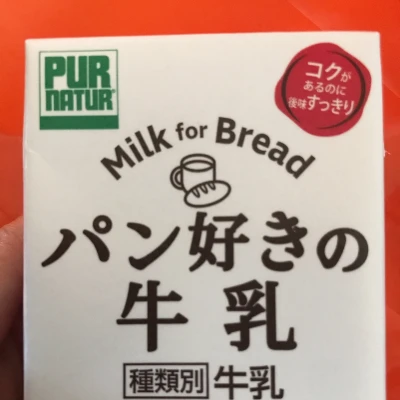 PUR
NATUR
コクが
あるのに
後味すっきり
Milk for Bread
パン好きの
牛乳
種類別 牛乳